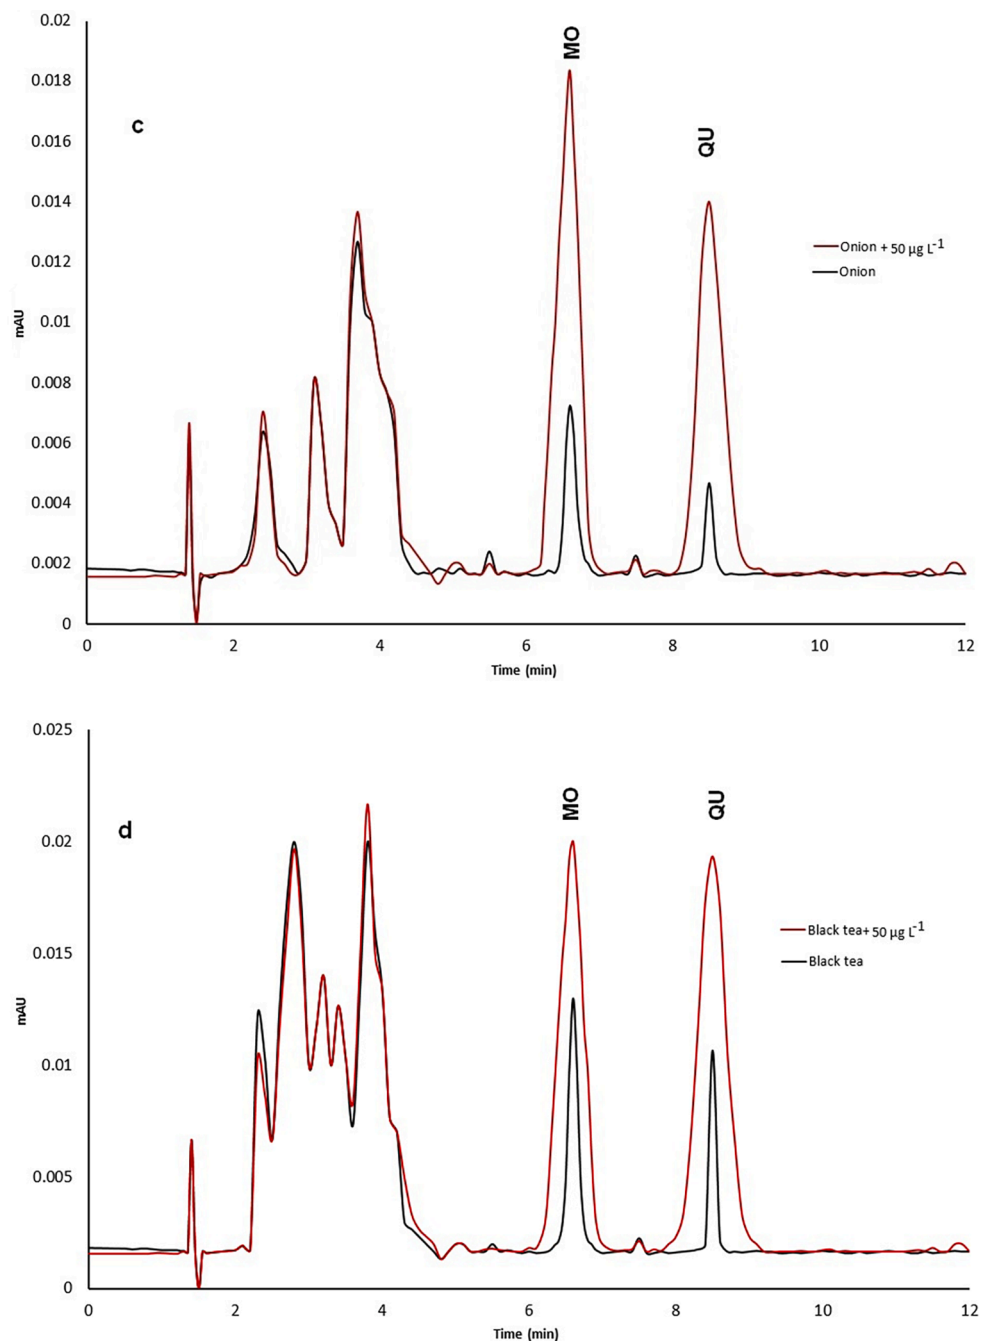 0.02
MO
0.018
c
0.016
QU
0.014
0.012
Onion + 50 µg L-1
Onion
0.01
mAU
0.008
0.006
0.004
0.002
0
0 2 4 6 8 10 12
Time (min)
0.025
MO
QU
d
0.02
Black tea+ 50 µg L-1
Black tea
0.015
mAU
0.01
0.005
0
0 2 4 6 8 10 12
Time (min)